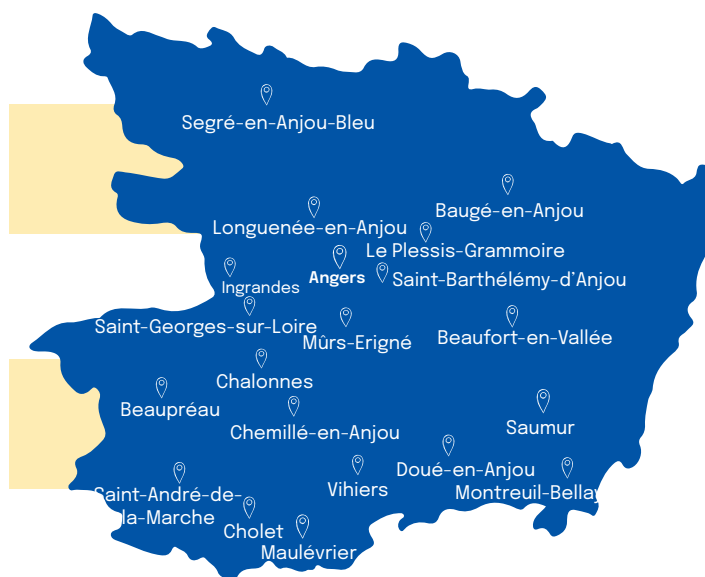 Segré-en-Anjou-Bleu
Baugé-en-Anjou
Longuenée-en-Anjou
Le Plessis-Grammoire
Angers
Saint-Barthélémy-d'Anjou
Ingrandes
Saint-Georges-sur-Loire
Mûrs-Erigné
Beaufort-en-Vallée
Chalonnes
Beaupréau
Chemillé-en-Anjou
Saumur
Doué-en-Anjou
Vihiers
Montreuil-Bellay
Saint-André-de-
la-Marche
Cholet
Maulévrier